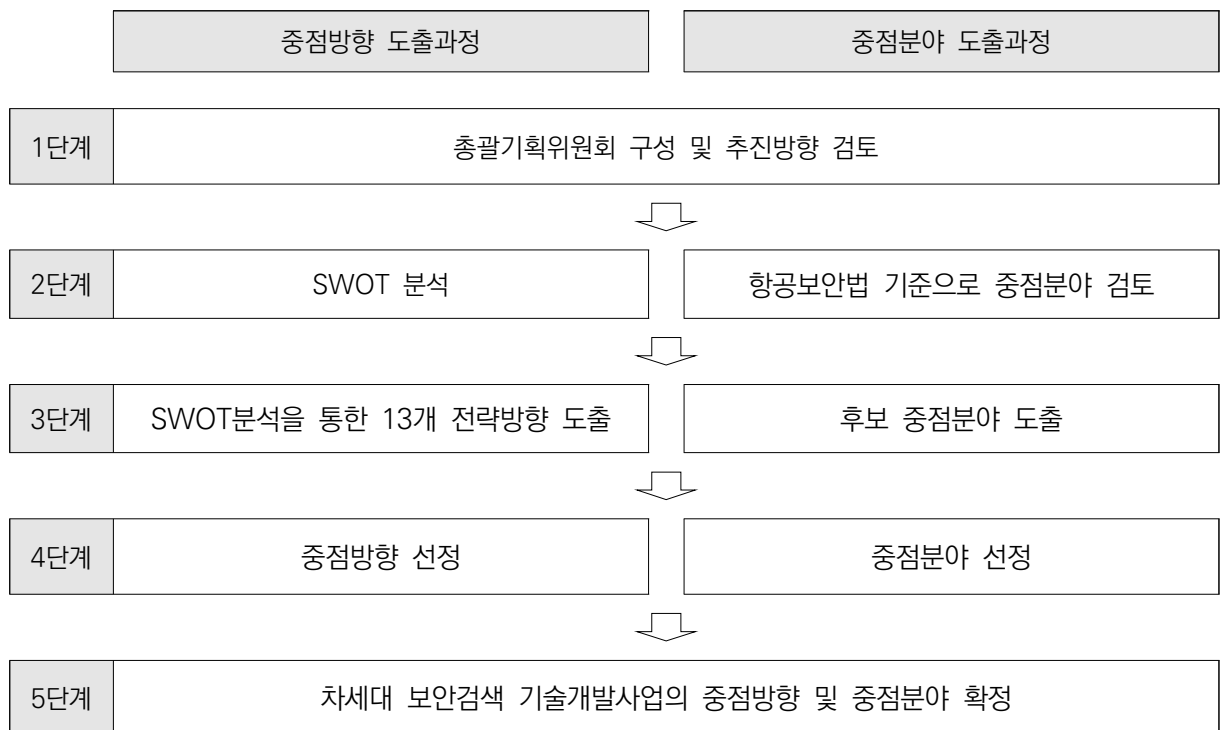 중점방향 도출과정
중점분야 도출과정
1단계
총괄기획위원회 구성 및 추진방향 검토
2단계
SWOT 분석
항공보안법 기준으로 중점분야 검토
3단계
SWOT분석을 통한 13개 전략방향 도출
후보 중점분야 도출
4단계
중점방향 선정
중점분야 선정
5단계
차세대 보안검색 기술개발사업의 중점방향 및 중점분야 확정